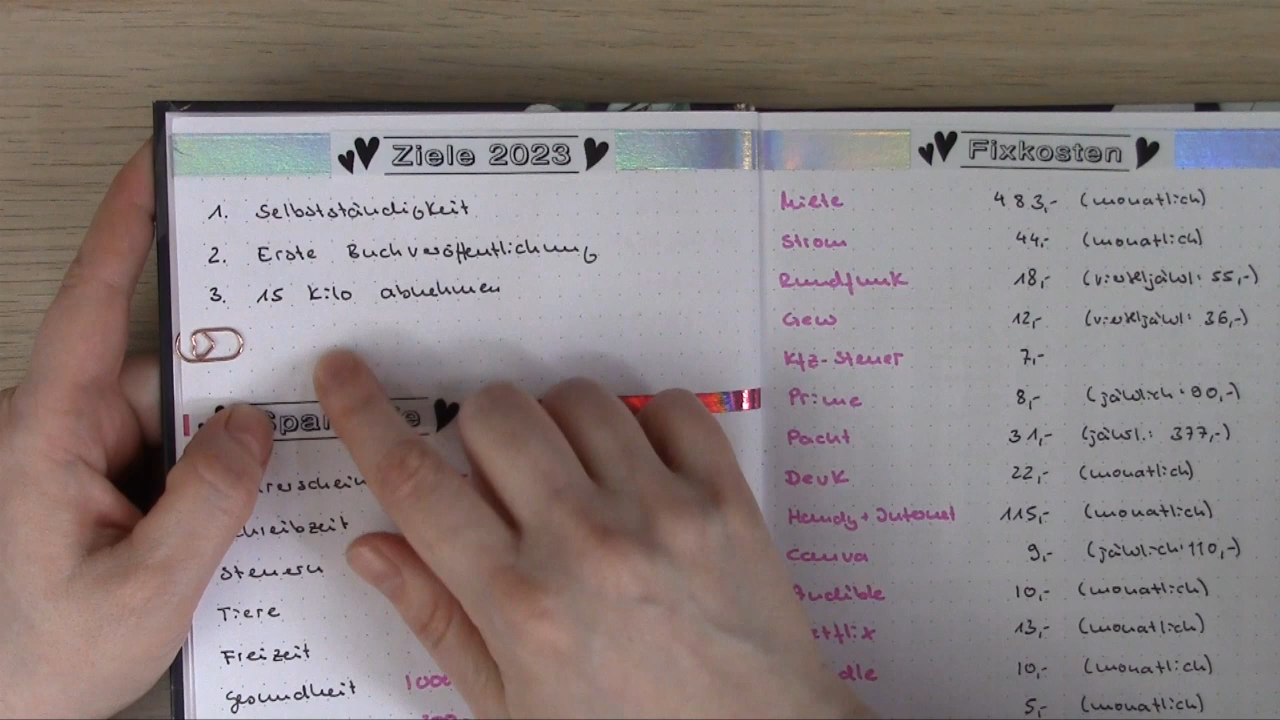 Ziele 2023
1. Selbstständigkeit
2. Erste Buchveröffentlichung
3. 15 Kilo abnehmen
Steuern
Tiere
Freizeit
Gesundheit
Fixkosten
Miete 483,- (monatlich)
Strom 44,- (monatlich)
Rundfunk 18,- (vierteljährl: 55,-)
Gew 12,- (vierteljährl: 36,-)
Kfz-Steuer 7,-
Prime 8,- (jährlich: 90,-)
Pacht 31,- (jährl.: 377,-)
Devk 22,- (monatlich)
Handy + Internet 115,- (monatlich)
Canva 9,- (jährlich: 110,-)
Audible 10,- (monatlich)
etflix 13,- (monatlich)
dle 10,- (monatlich)
5,- (monatlich)